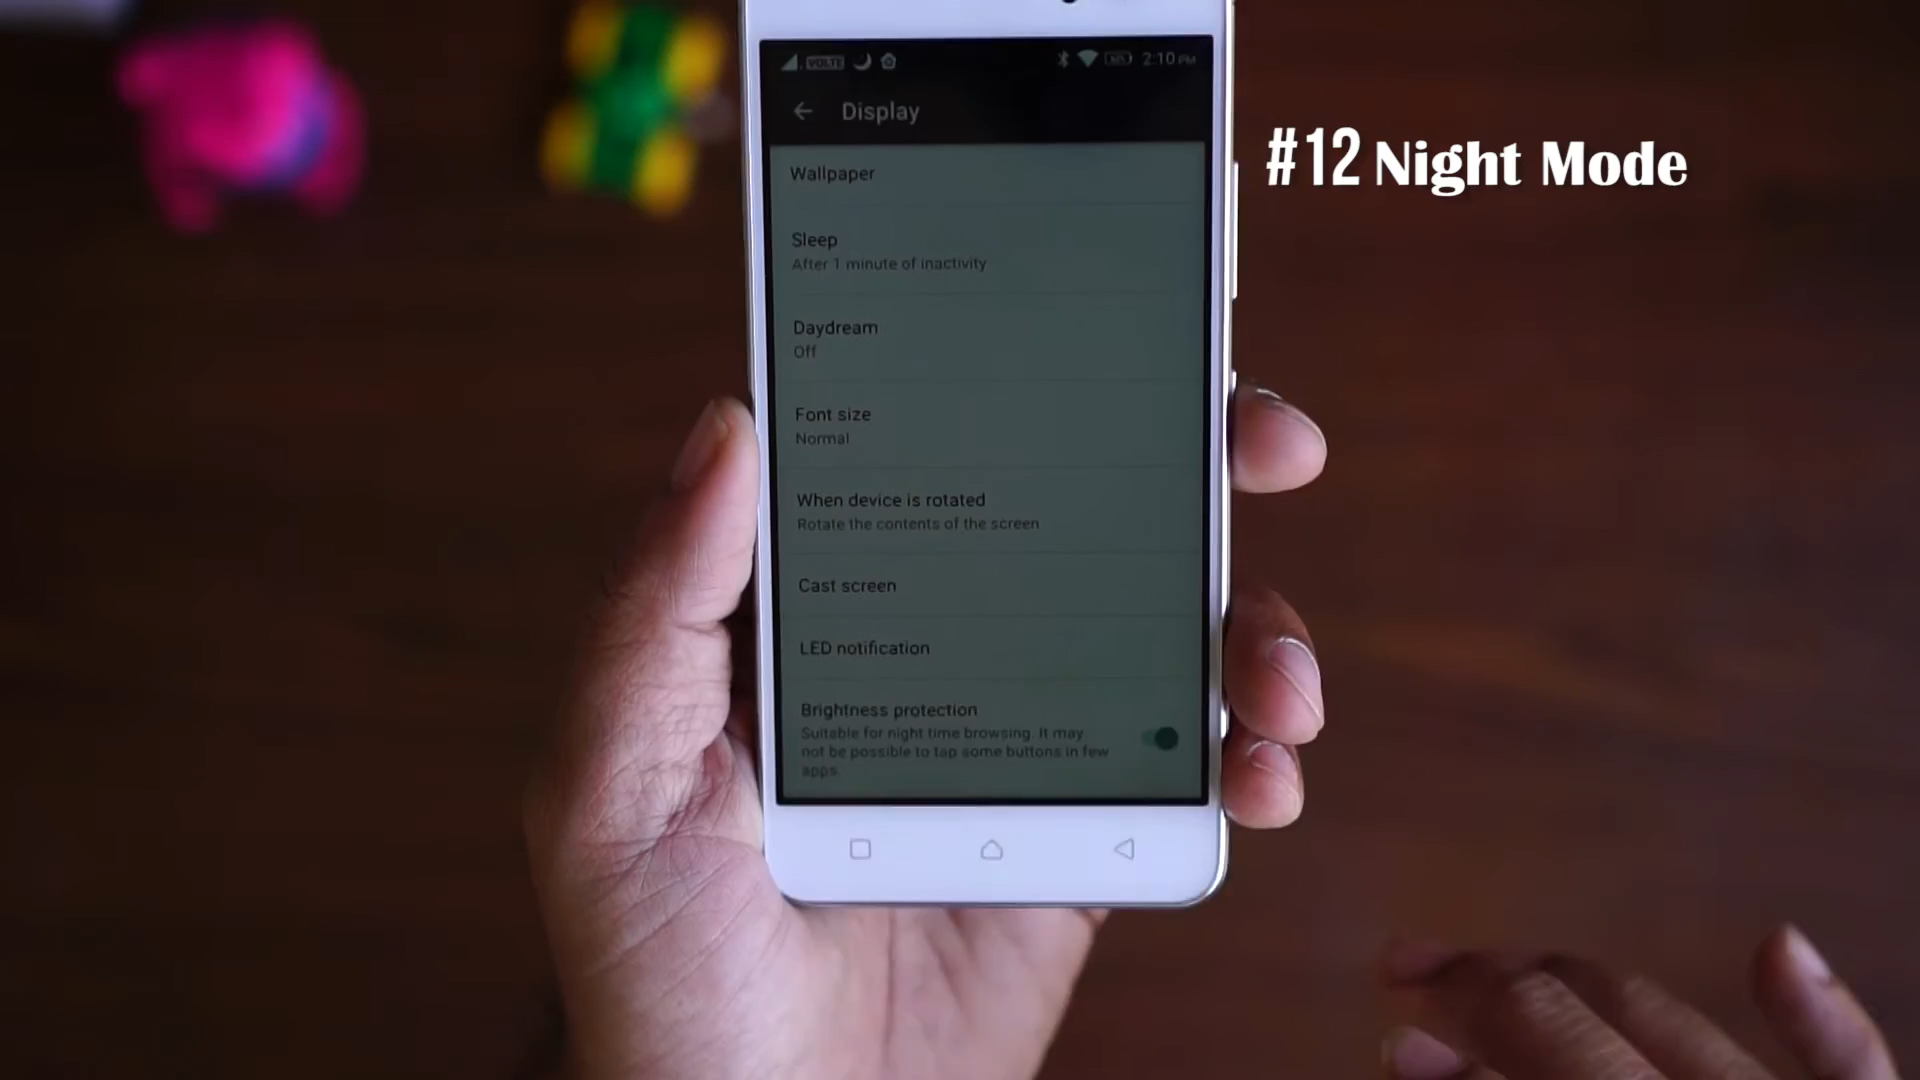 VOLTE
2:10 PM
Display
#12 Night Mode
Wallpaper
Sleep
After 1 minute of inactivity
Daydream
Off
Font size
Normal
When device is rotated
Rotate the contents of the screen
Cast screen
LED notification
Brightness protection
Suitable for night time browsing. It may
not be possible to tap some buttons in few
apps